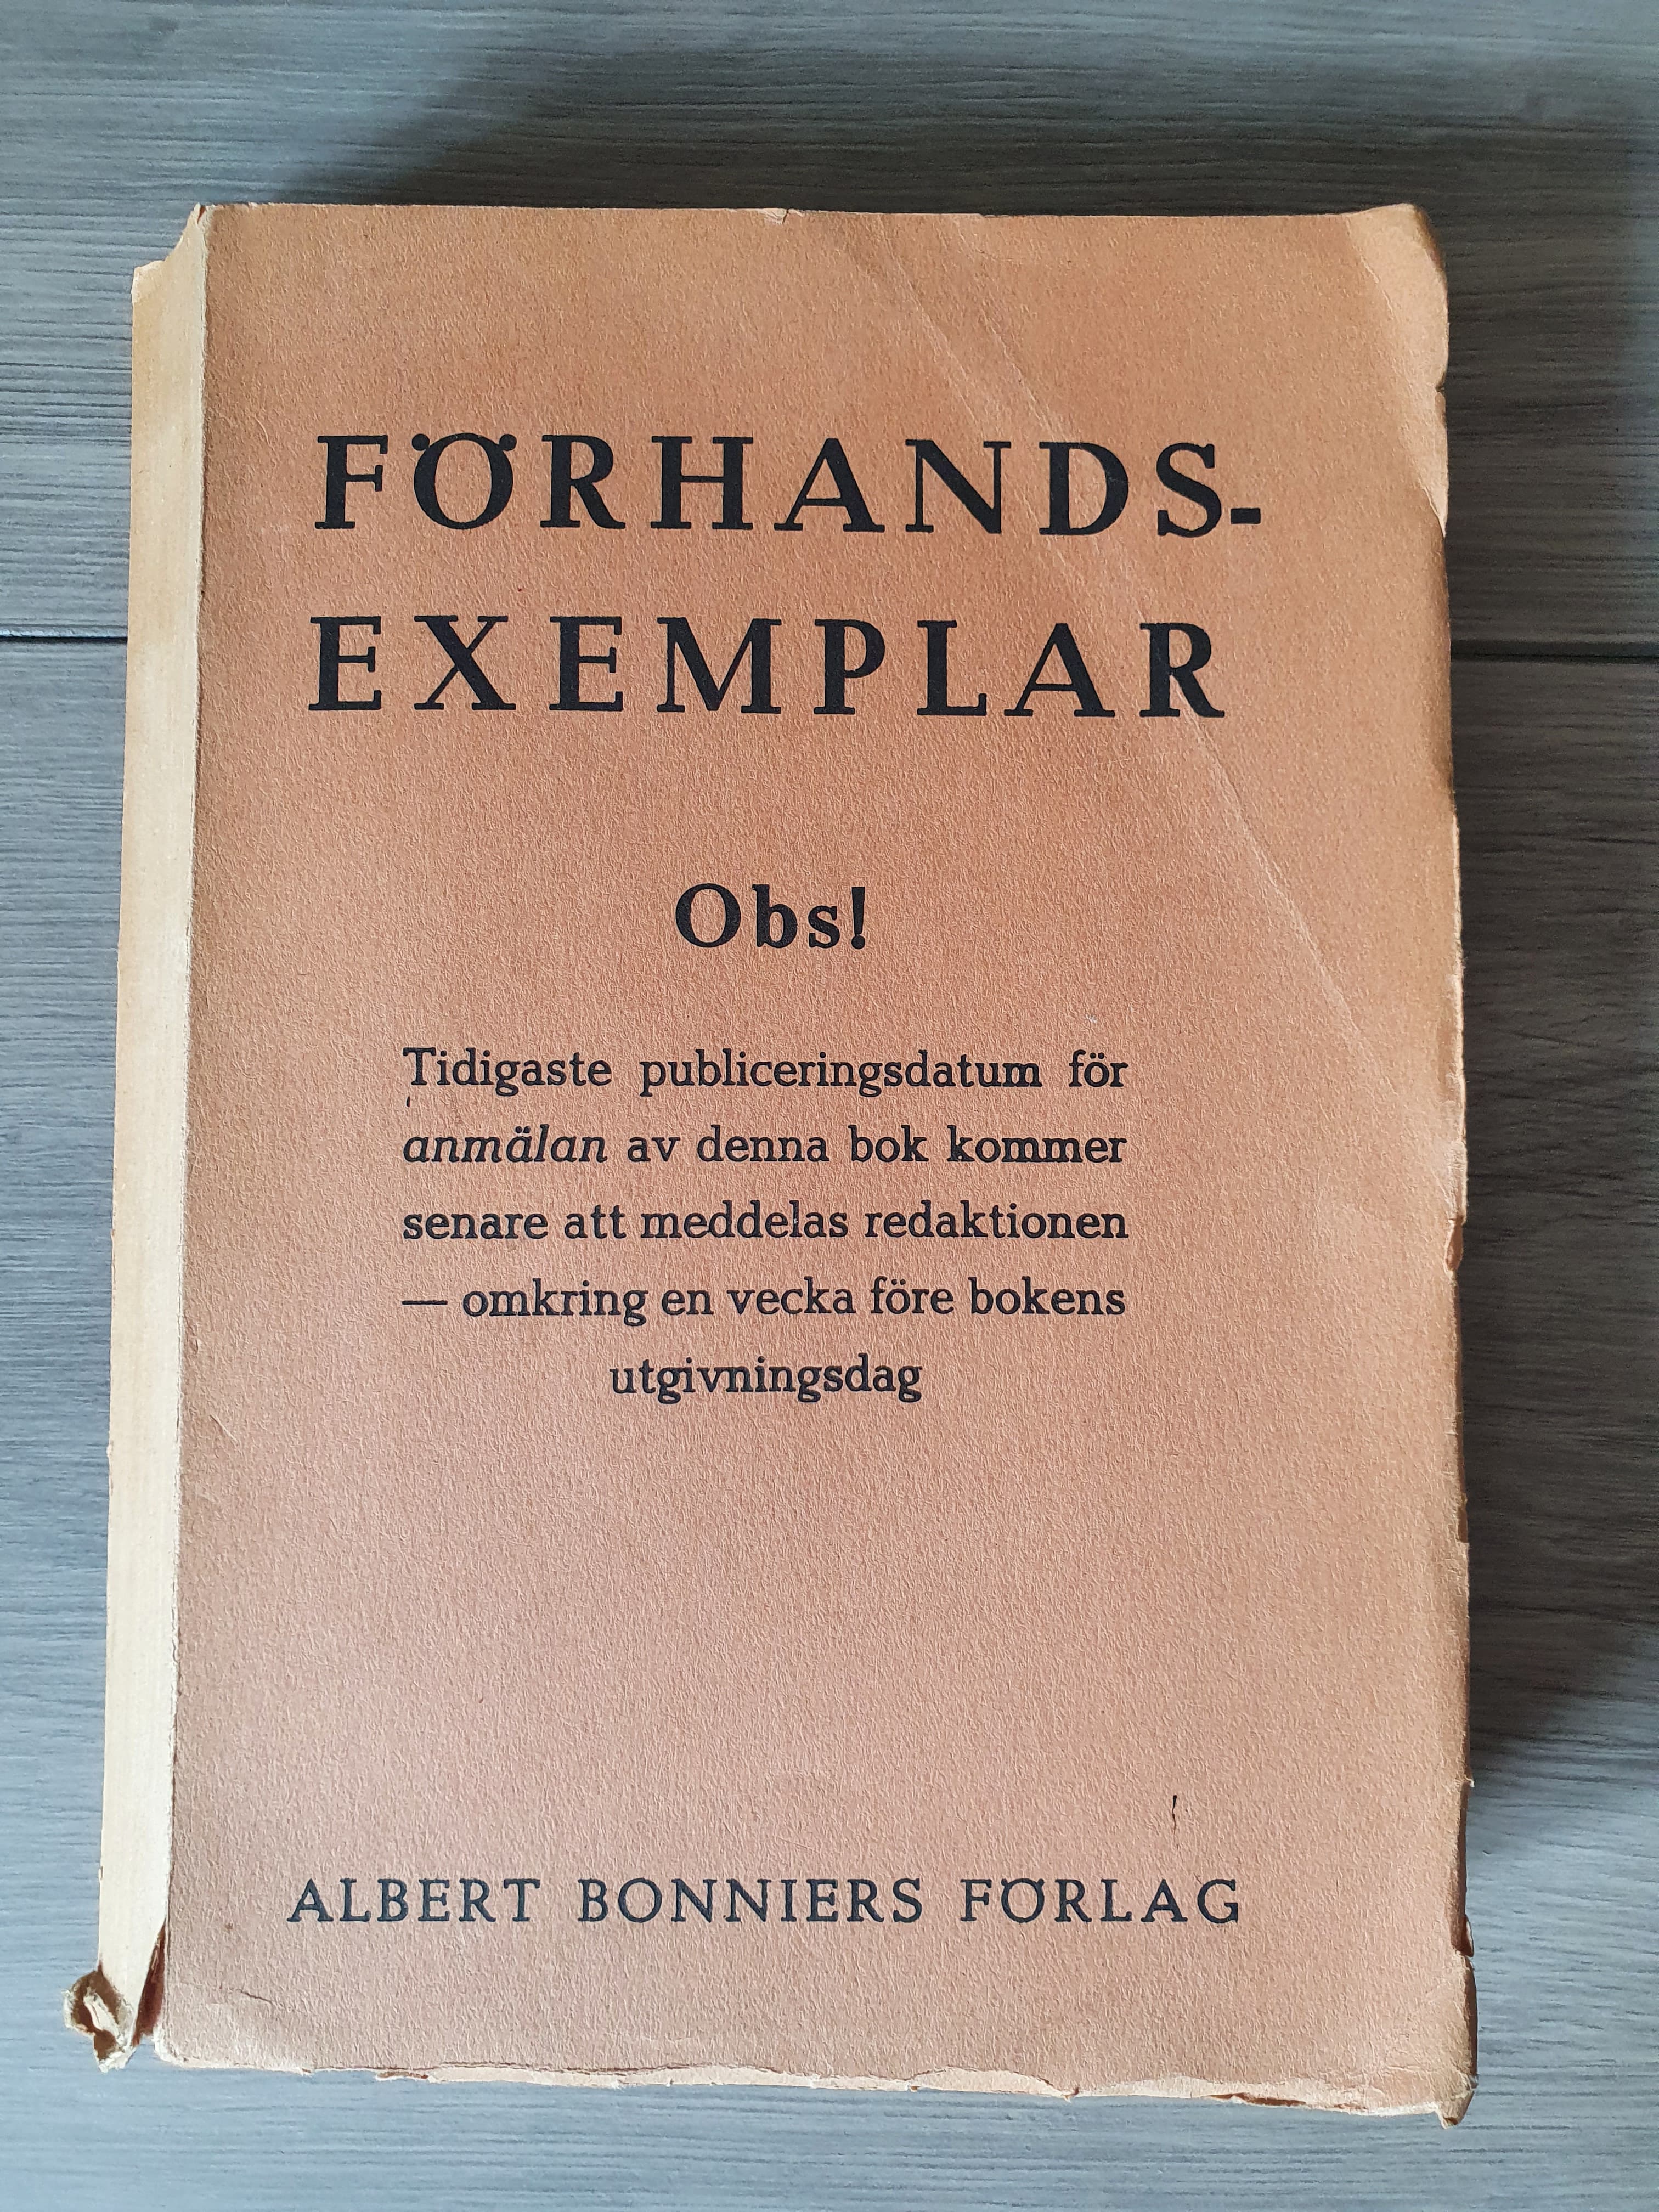 FÖRHANDS-
EXEMPLAR
Obs!
Tidigaste publiceringsdatum för
anmälan av denna bok kommer
senare att meddelas redaktionen
— omkring en vecka före bokens
utgivningsdag
ALBERT BONNIERS FÖRLAG